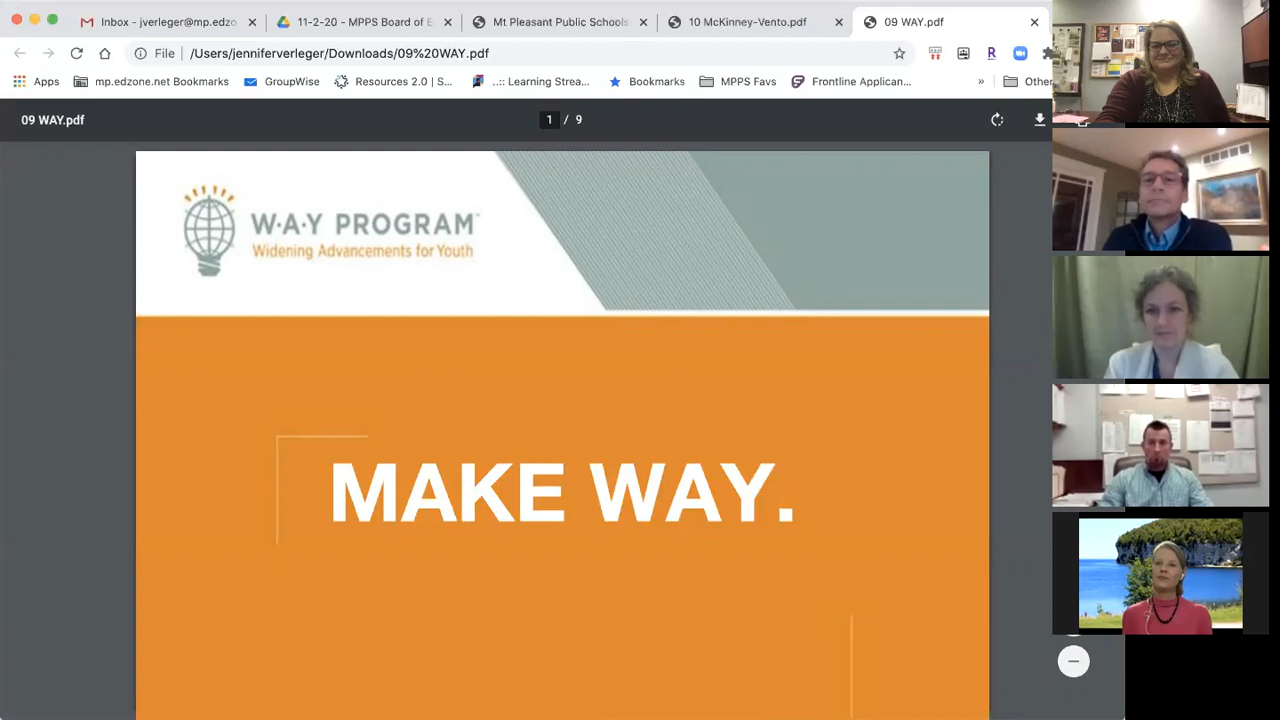 Inbox - jverleger@mp.edzo
11-2-20 - MPPS Board of E
Mt Pleasant Public Schools
10 McKinney-Vento.pdf
09 WAY.pdf
File
/Users/jenniferverleger/Downloads/09%20WAY.pdf
Apps
mp.edzone.net Bookmarks
GroupWise
Resources 2.0 | S...
..:: Learning Strea...
Bookmarks
MPPS Favs
Frontline Applican...
»
Other
09 WAY.pdf
1 / 9
W·A·Y PROGRAM™
Widening Advancements for Youth
MAKE WAY.